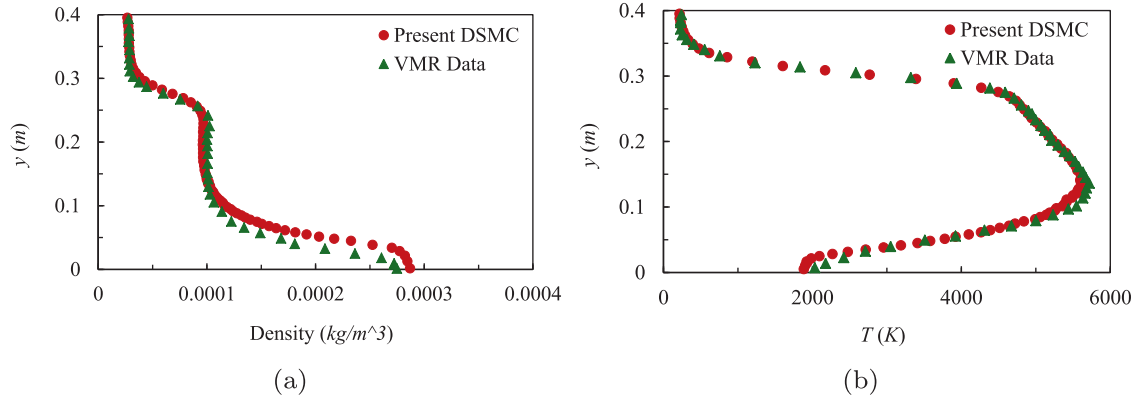 0.4
0.3
0.2
0.1
0
y (m)
Present DSMC
VMR Data
0 0.0001 0.0002 0.0003 0.0004
Density (kg/m^3)
(a)
0.4
0.3
0.2
0.1
0
y (m)
Present DSMC
VMR Data
0 2000 4000 6000
T (K)
(b)